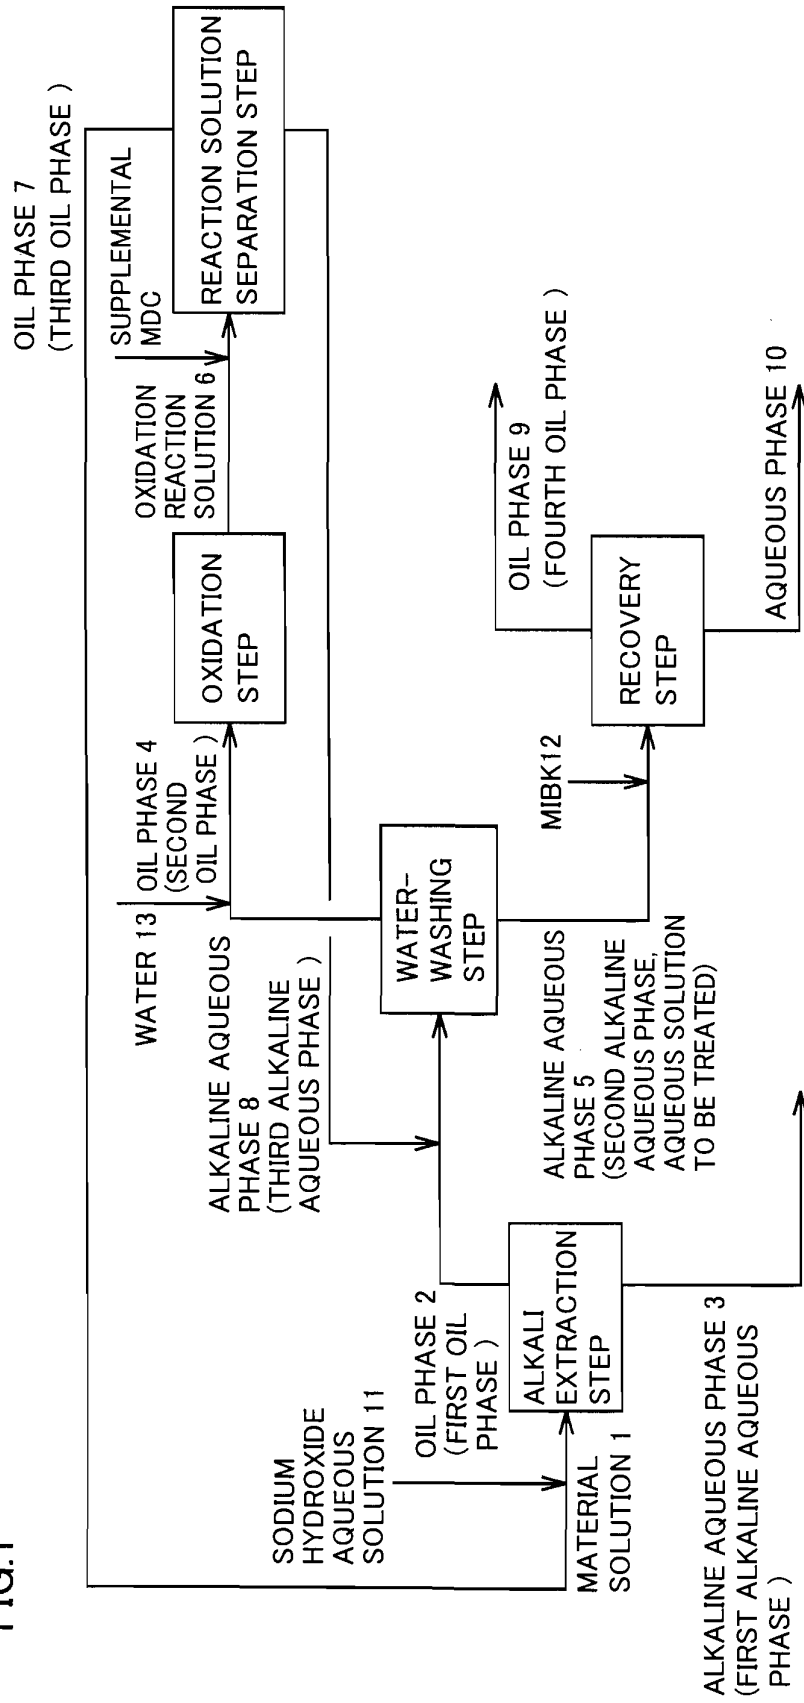 FIG.1
OIL PHASE 7
(THIRD OIL PHASE )
SUPPLEMENTAL
MDC
REACTION SOLUTION
SEPARATION STEP
OXIDATION
REACTION
SOLUTION 6
OXIDATION
STEP
WATER 13
OIL PHASE 4
(SECOND
OIL PHASE )
ALKALINE AQUEOUS
PHASE 8
(THIRD ALKALINE
AQUEOUS PHASE )
WATER-
WASHING
STEP
OIL PHASE 9
(FOURTH OIL PHASE )
MIBK12
RECOVERY
STEP
AQUEOUS PHASE 10
ALKALINE AQUEOUS
PHASE 5
(SECOND ALKALINE
AQUEOUS PHASE,
AQUEOUS SOLUTION
TO BE TREATED)
SODIUM
HYDROXIDE
AQUEOUS
SOLUTION 11
OIL PHASE 2
(FIRST OIL
PHASE )
ALKALI
EXTRACTION
STEP
MATERIAL
SOLUTION 1
ALKALINE AQUEOUS PHASE 3
(FIRST ALKALINE AQUEOUS
PHASE )